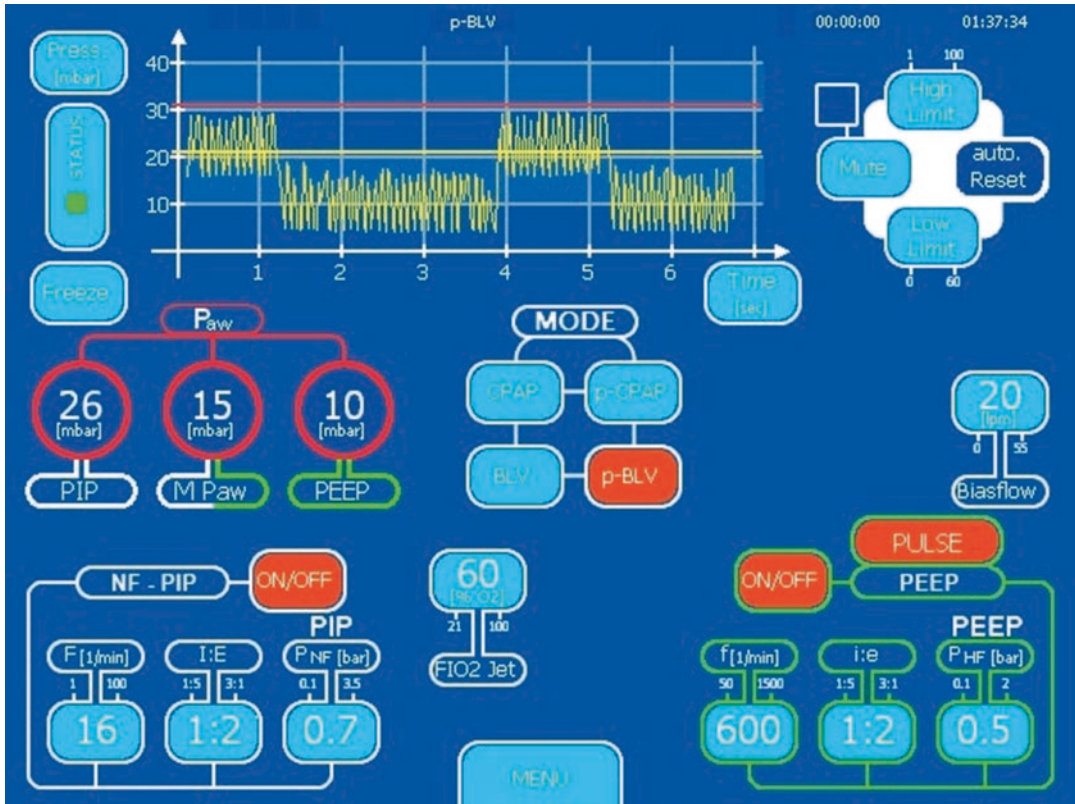 p-BLV
00:00:00 01:37:34
Press.
[mbar]
40
30
20
10
1 2 3 4 5 6
Time
[sec]
STATUS
Freeze
1 100
High
Limit
Mute
auto.
Reset
Low
Limit
0 60
Paw
26
[mbar]
15
[mbar]
10
[mbar]
PIP
M Paw
PEEP
MODE
CPAP
p-CPAP
BLV
p-BLV
20
[lpm]
0 55
Biasflow
NF - PIP
ON/OFF
PIP
F[1/min]
I:E
PNF [bar]
1 100
1:5 3:1
0.1 3.5
16
1:2
0.7
60
[% O2]
21 100
FIO2 Jet
MENU
PULSE
ON/OFF
PEEP
PEEP
f[1/min]
i:e
PHF [bar]
50 1500
1:5 3:1
0.1 2
600
1:2
0.5